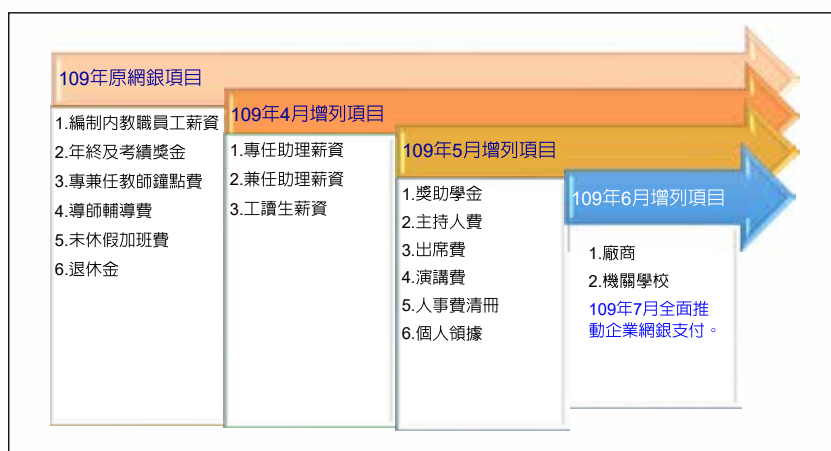 109年原網銀項目
1.編制内教職員工薪資
2.年終及考績獎金
3.專兼任教師鐘點費
4.導師輔導費
5.未休假加班費
6.退休金
109年4月增列項目
1.專任助理薪資
2.兼任助理薪資
3.工讀生薪資
109年5月增列項目
1.獎助學金
2.主持人費
3.出席費
4.演講費
5.人事費清冊
6.個人領據
109年6月增列項目
1.廠商
2.機關學校
109年7月全面推
動企業網銀支付。